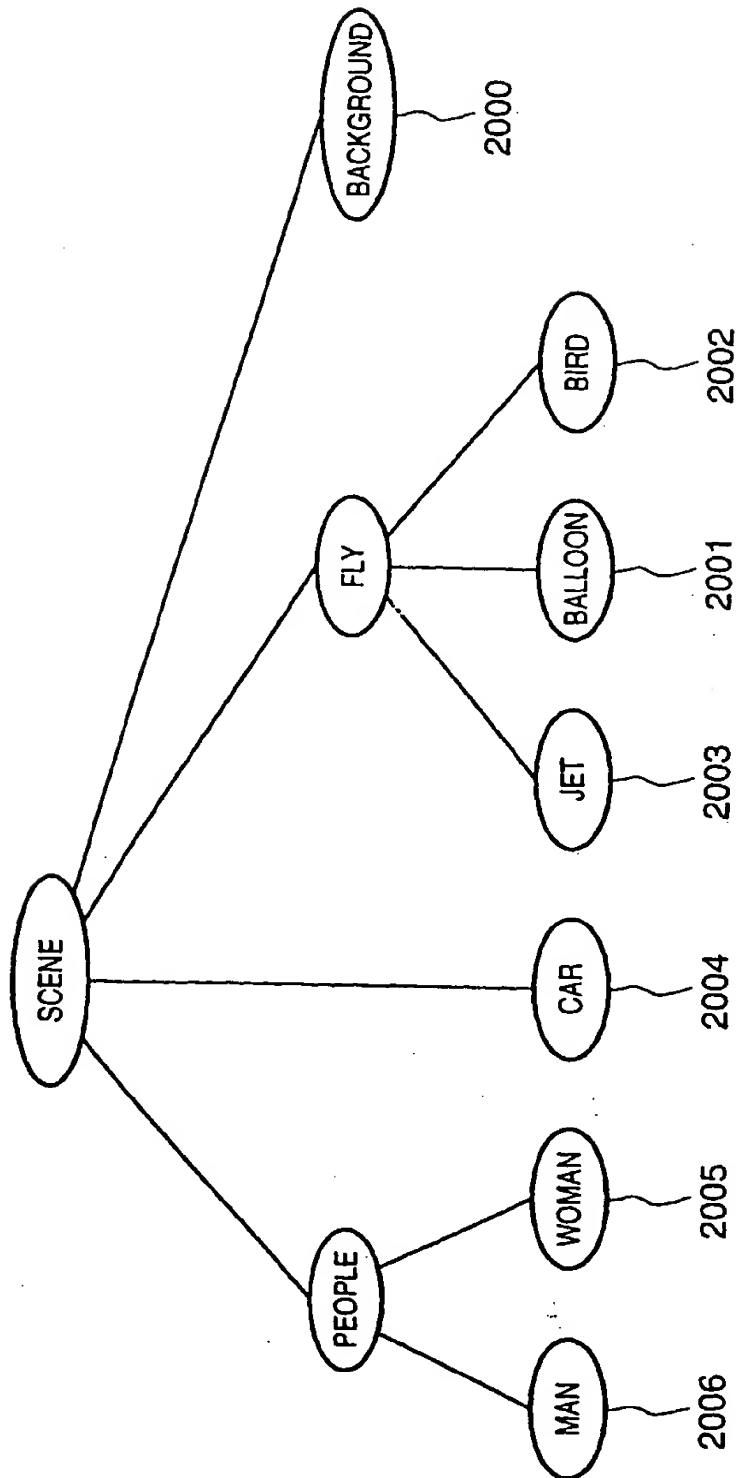 SCENE
PEOPLE
FLY
BACKGROUND
2000
MAN
WOMAN
CAR
JET
BALLOON
BIRD
2006
2005
2004
2003
2001
2002